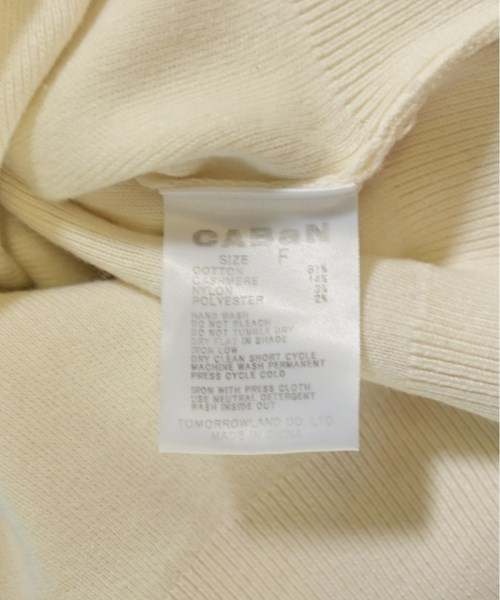 CABaN
SIZE F
COTTON 81%
CASHMERE 14%
NYLON 3%
POLYESTER 2%
HAND WASH
DO NOT BLEACH
DO NOT TUMBLE DRY
DRY FLAT IN SHADE
IRON LOW
DRY CLEAN SHORT CYCLE
MACHINE WASH PERMANENT
PRESS CYCLE COLD
IRON WITH PRESS CLOTH
USE NEUTRAL DETERGENT
WASH INSIDE OUT
TUMORROWLAND CO. LTD
MADE IN CHINA